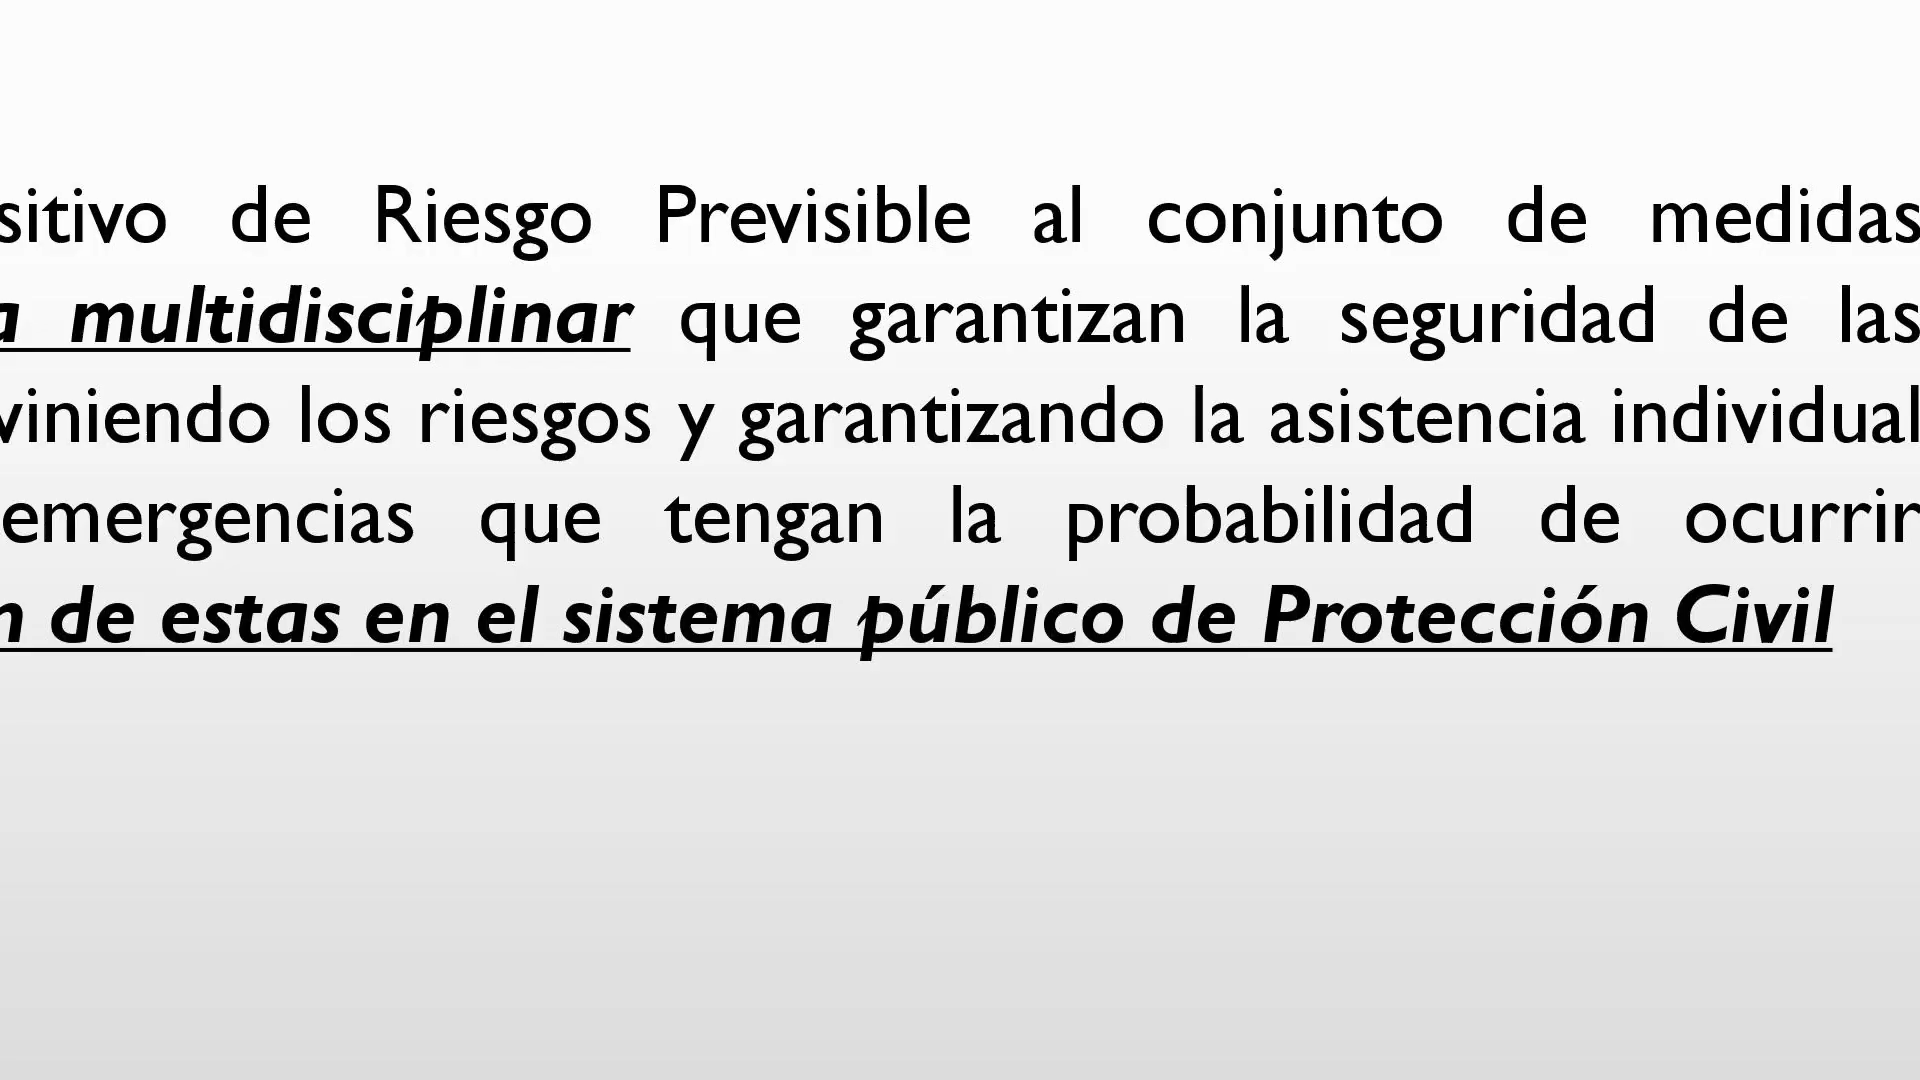 sitivo de Riesgo Previsible al conjunto de medidas
a multidisciplinar que garantizan la seguridad de las
viniendo los riesgos y garantizando la asistencia individual
emergencias que tengan la probabilidad de ocurrir
n de estas en el sistema público de Protección Civil